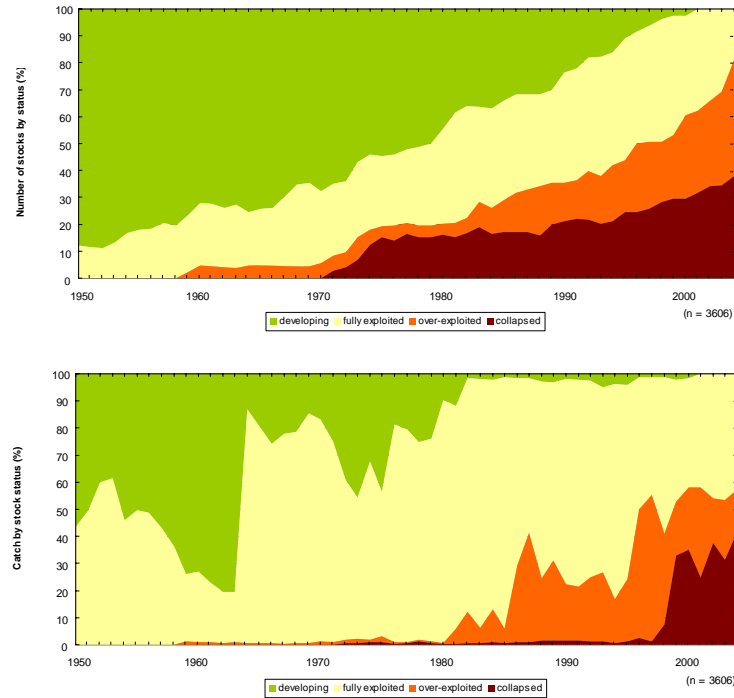 Number of stocks by status (%)
100
90
80
70
60
50
40
30
20
10
0
1950 1960 1970 1980 1990 2000
(n = 3606)
developing fully exploited over-exploited collapsed
Catch by stock status (%)
100
90
80
70
60
50
40
30
20
10
0
1950 1960 1970 1980 1990 2000
(n = 3606)
developing fully exploited over-exploited collapsed